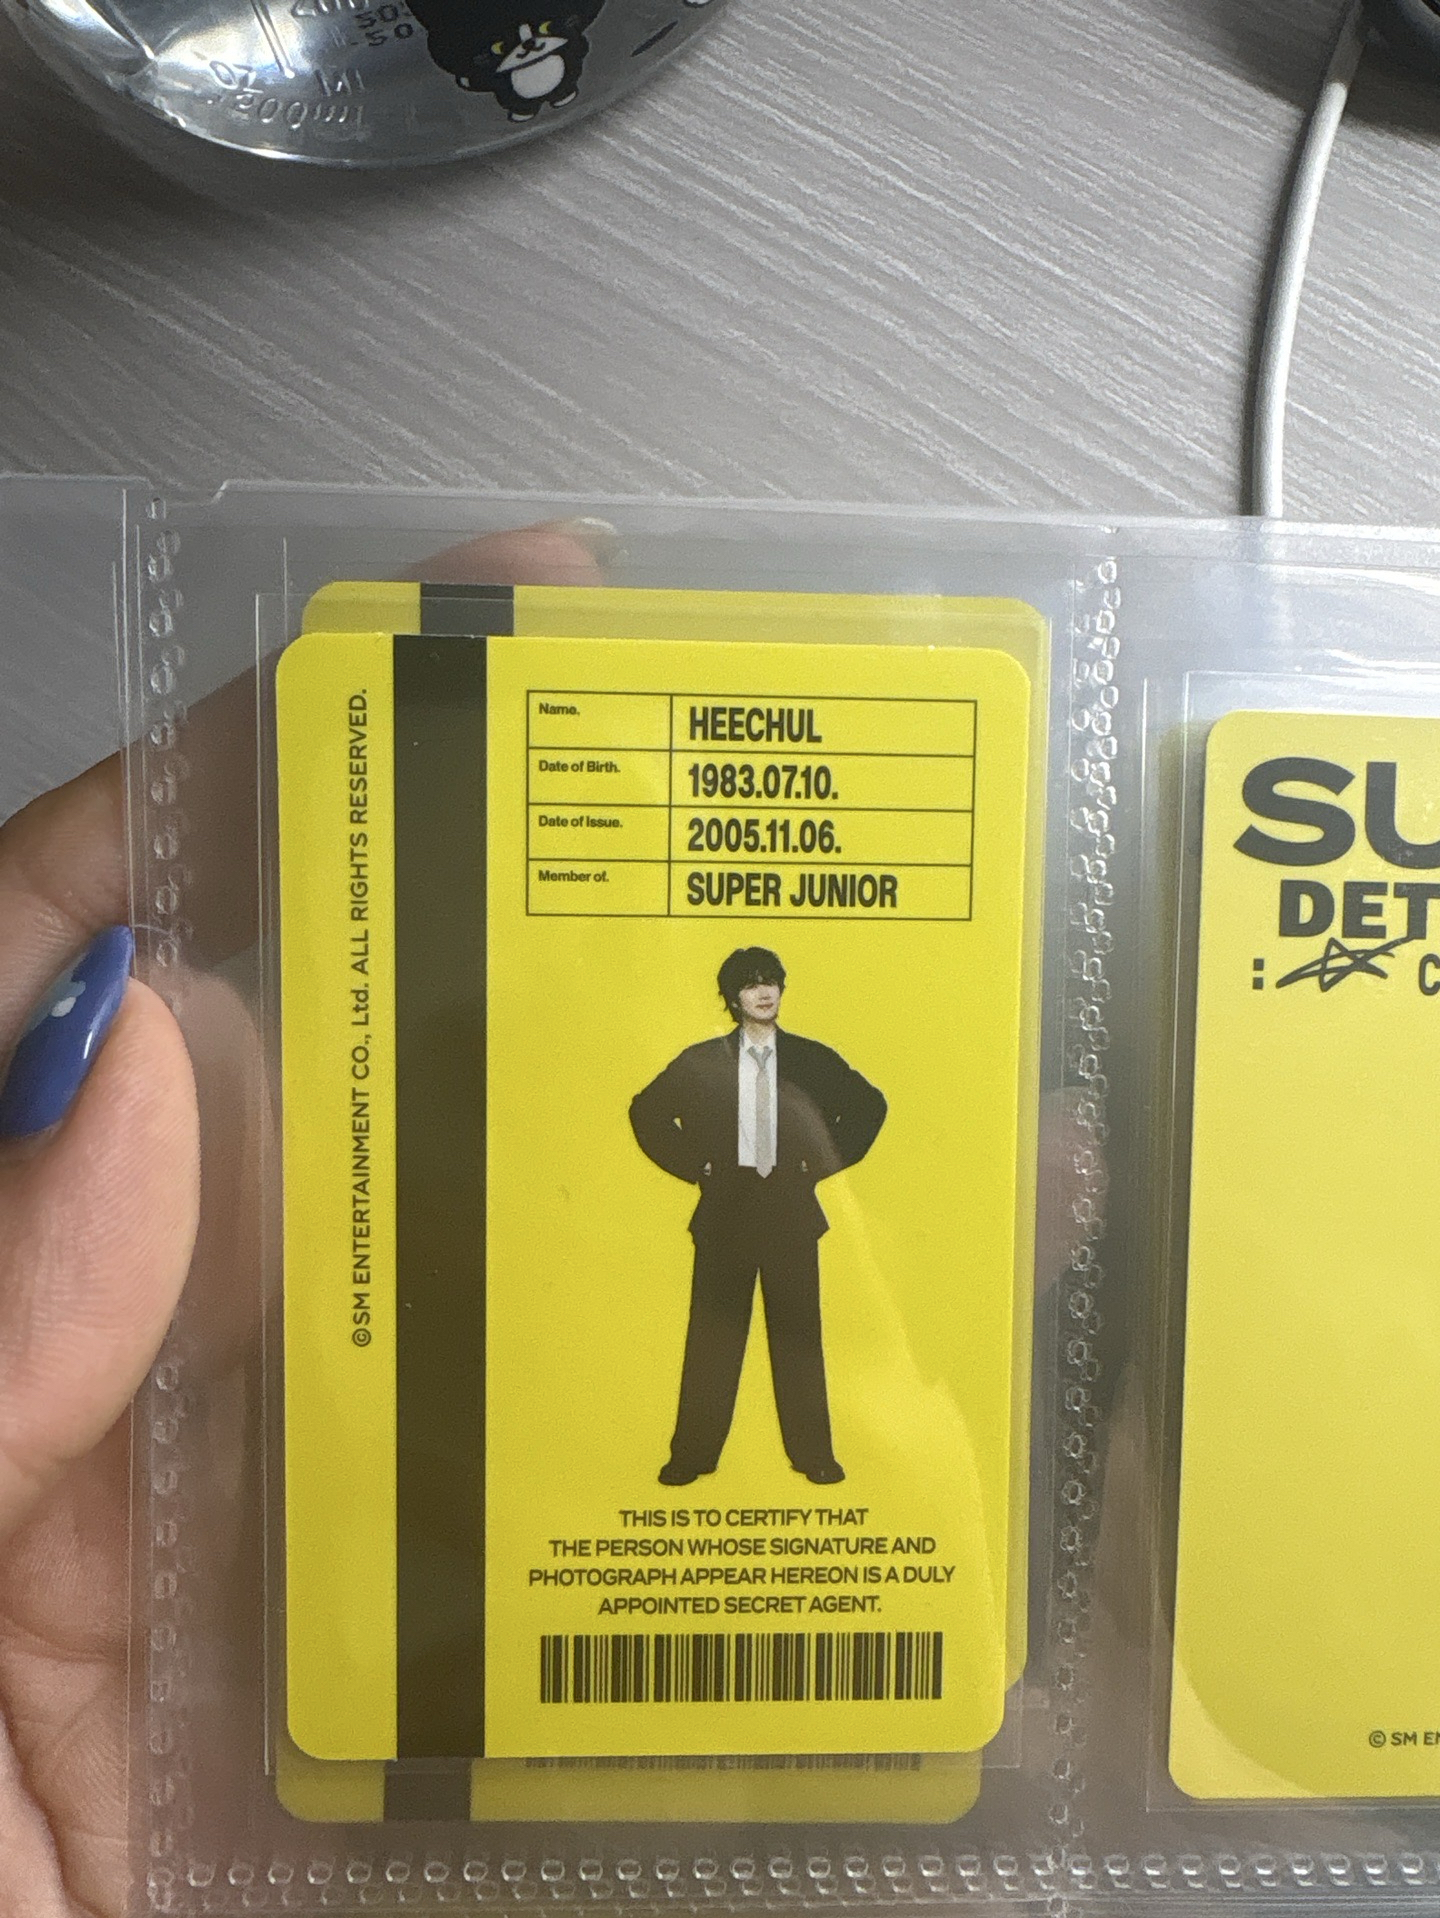 200ml
Name. HEECHUL
Date of Birth. 1983.07.10.
Date of Issue. 2005.11.06.
Member of. SUPER JUNIOR
©SM ENTERTAINMENT CO., Ltd. ALL RIGHTS RESERVED.
THIS IS TO CERTIFY THAT
THE PERSON WHOSE SIGNATURE AND
PHOTOGRAPH APPEAR HEREON IS A DULY
APPOINTED SECRET AGENT.
SU
DET
: C
© SM EN